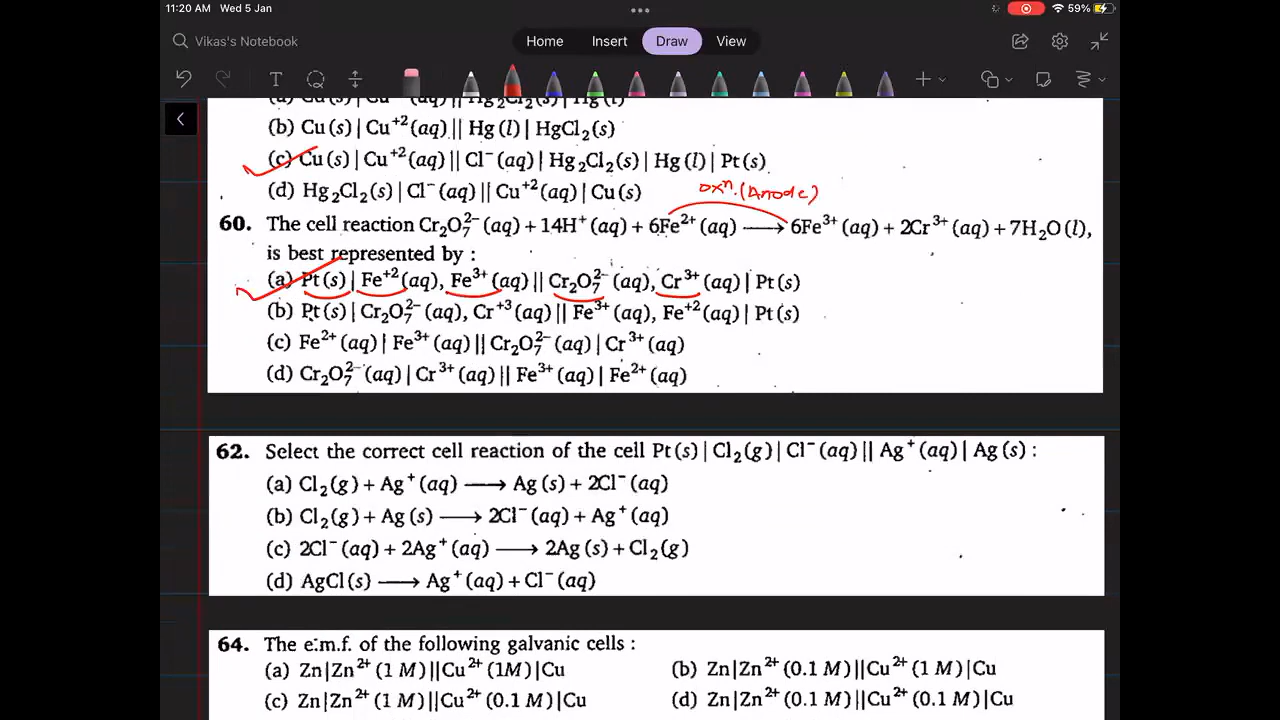 11:20 AM Wed 5 Jan
59%
Vikas's Notebook
Home Insert Draw View
(b) Cu(s) | Cu⁺²(aq) || Hg(l) | HgCl₂(s)
(c) Cu(s) | Cu⁺²(aq) || Cl⁻(aq) | Hg₂Cl₂(s) | Hg(l) | Pt(s)
(d) Hg₂Cl₂(s) | Cl⁻(aq) || Cu⁺²(aq) | Cu(s)
oxⁿ. (Anode)
60. The cell reaction Cr₂O₇²⁻(aq) + 14H⁺(aq) + 6Fe²⁺(aq) ⟶ 6Fe³⁺(aq) + 2Cr³⁺(aq) + 7H₂O(l),
is best represented by :
(a) Pt(s) | Fe⁺²(aq), Fe³⁺(aq) || Cr₂O₇²⁻(aq), Cr³⁺(aq) | Pt(s)
(b) Pt(s) | Cr₂O₇²⁻(aq), Cr⁺³(aq) || Fe³⁺(aq), Fe⁺²(aq) | Pt(s)
(c) Fe²⁺(aq) | Fe³⁺(aq) || Cr₂O₇²⁻(aq) | Cr³⁺(aq)
(d) Cr₂O₇²⁻(aq) | Cr³⁺(aq) || Fe³⁺(aq) | Fe²⁺(aq)
62. Select the correct cell reaction of the cell Pt(s) | Cl₂(g) | Cl⁻(aq) || Ag⁺(aq) | Ag(s) :
(a) Cl₂(g) + Ag⁺(aq) ⟶ Ag(s) + 2Cl⁻(aq)
(b) Cl₂(g) + Ag(s) ⟶ 2Cl⁻(aq) + Ag⁺(aq)
(c) 2Cl⁻(aq) + 2Ag⁺(aq) ⟶ 2Ag(s) + Cl₂(g)
(d) AgCl(s) ⟶ Ag⁺(aq) + Cl⁻(aq)
64. The e.m.f. of the following galvanic cells :
(a) Zn|Zn²⁺(1 M)||Cu²⁺(1M)|Cu (b) Zn|Zn²⁺(0.1 M)||Cu²⁺(1 M)|Cu
(c) Zn|Zn²⁺(1 M)||Cu²⁺(0.1 M)|Cu (d) Zn|Zn²⁺(0.1 M)||Cu²⁺(0.1 M)|Cu